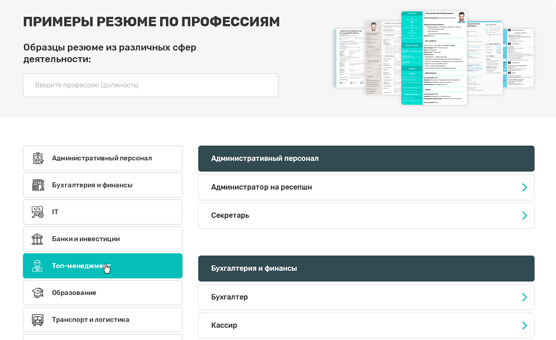 ПРИМЕРЫ РЕЗЮМЕ ПО ПРОФЕССИЯМ
Образцы резюме из различных сфер
деятельности:
Введите профессию (должность)
Административный персонал
Бухгалтерия и финансы
IT
Банки и инвестиции
Топ-менеджмент
Образование
Транспорт и логистика
Административный персонал
Администратор на ресепшн
Секретарь
Бухгалтерия и финансы
Бухгалтер
Кассир